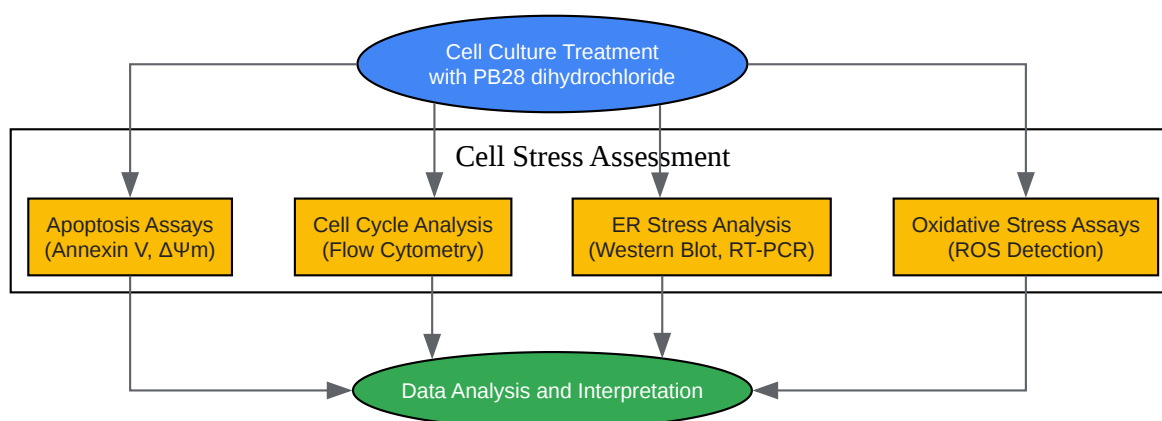 Cell Culture Treatment
with PB28 dihydrochloride
Cell Stress Assessment
Apoptosis Assays
(Annexin V, ΔΨm)
Cell Cycle Analysis
(Flow Cytometry)
ER Stress Analysis
(Western Blot, RT-PCR)
Oxidative Stress Assays
(ROS Detection)
Data Analysis and Interpretation